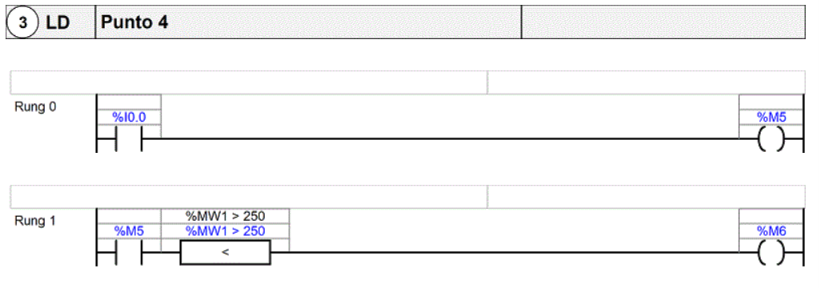 3 LD Punto 4
Rung 0
%I0.0 %M5
Rung 1
%MW1 > 250
%M5 %MW1 > 250 %M6
<